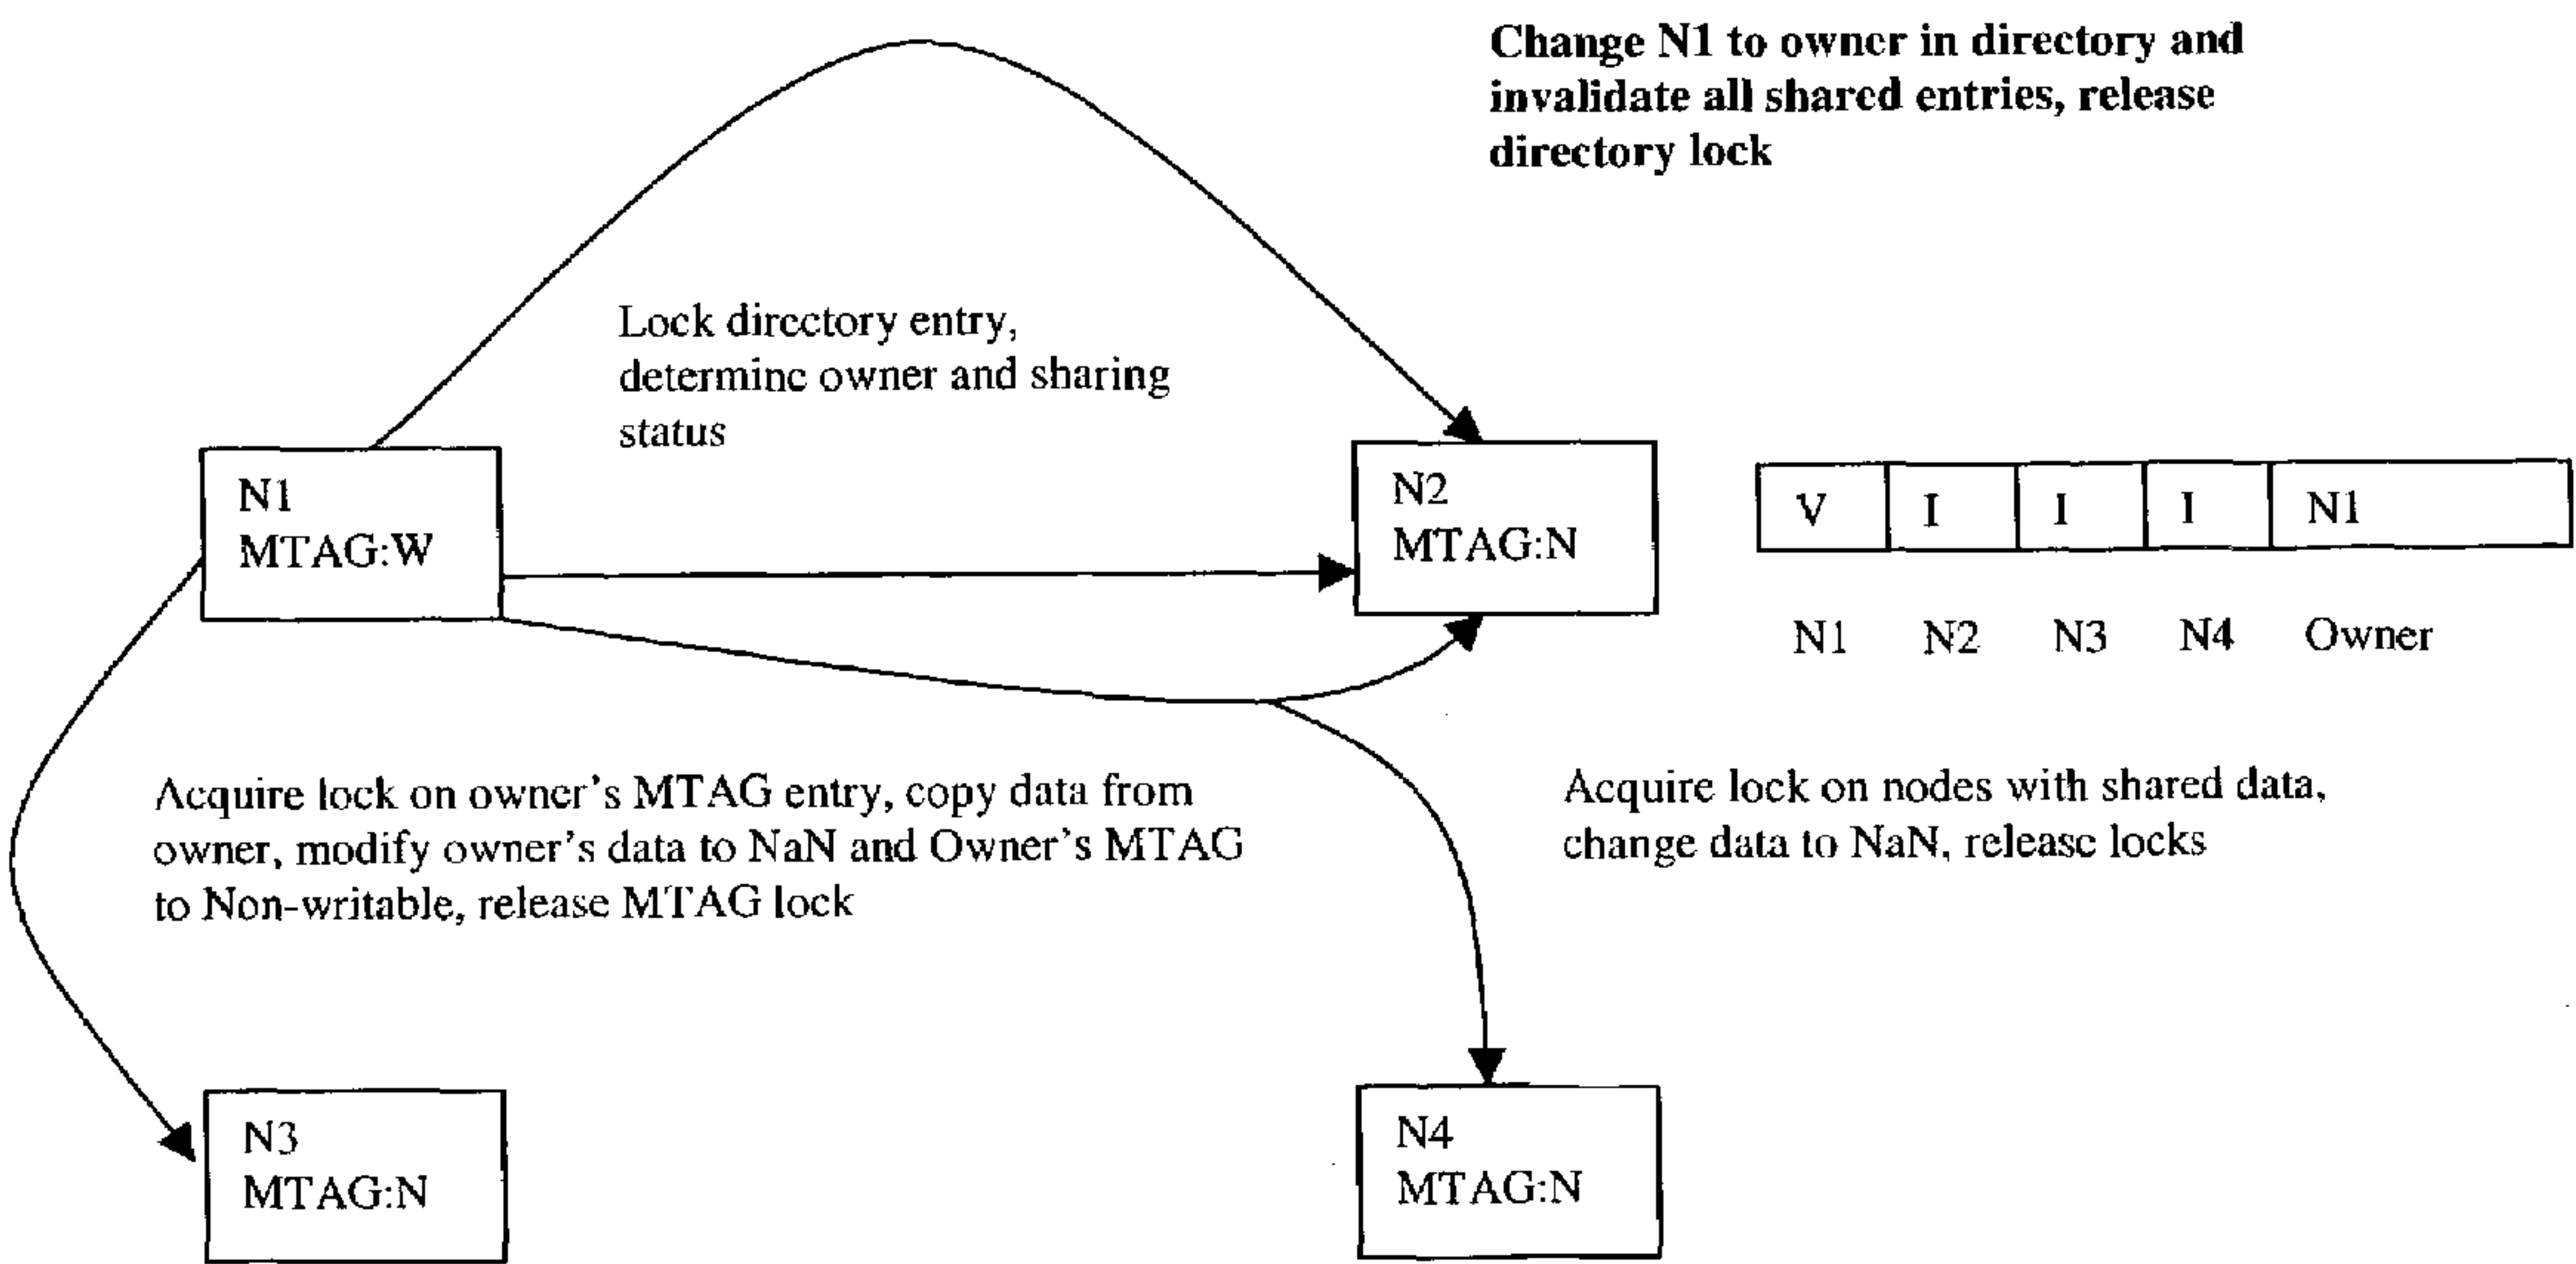 Change N1 to owner in directory and
invalidate all shared entries, release
directory lock
Lock directory entry,
determine owner and sharing
status
N1
MTAG:W
N2
MTAG:N
V I I I N1
N1 N2 N3 N4 Owner
Acquire lock on owner's MTAG entry, copy data from
owner, modify owner's data to NaN and Owner's MTAG
to Non-writable, release MTAG lock
Acquire lock on nodes with shared data,
change data to NaN, release locks
N3
MTAG:N
N4
MTAG:N